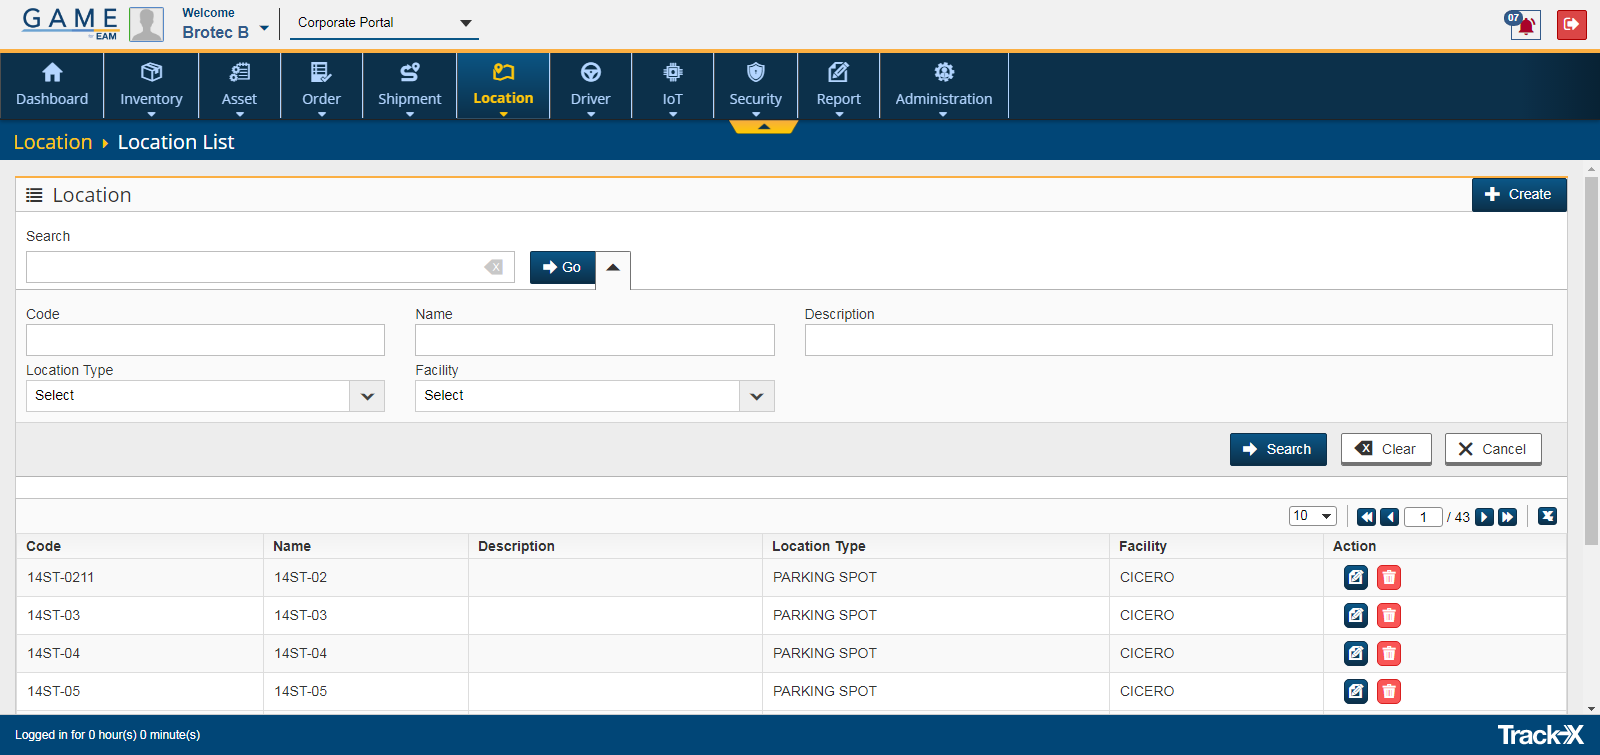 GAME
EAM
Welcome
Brotec B
Corporate Portal
07
Dashboard Inventory Asset Order Shipment Location Driver IoT Security Report Administration
Location Location List
Location
Create
Search
Go
Code Name Description
Location Type Facility
Select Select
Search Clear Cancel
10 1 / 43
Code Name Description Location Type Facility Action
14ST-0211 14ST-02 PARKING SPOT CICERO
14ST-03 14ST-03 PARKING SPOT CICERO
14ST-04 14ST-04 PARKING SPOT CICERO
14ST-05 14ST-05 PARKING SPOT CICERO
Logged in for 0 hour(s) 0 minute(s)
Track-X